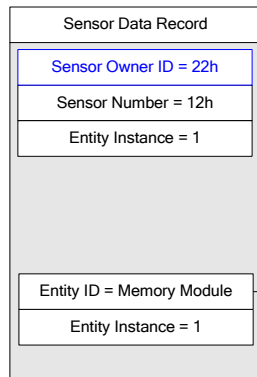 Sensor Data Record
Sensor Owner ID = 22h
Sensor Number = 12h
Entity Instance = 1
Entity ID = Memory Module
Entity Instance = 1